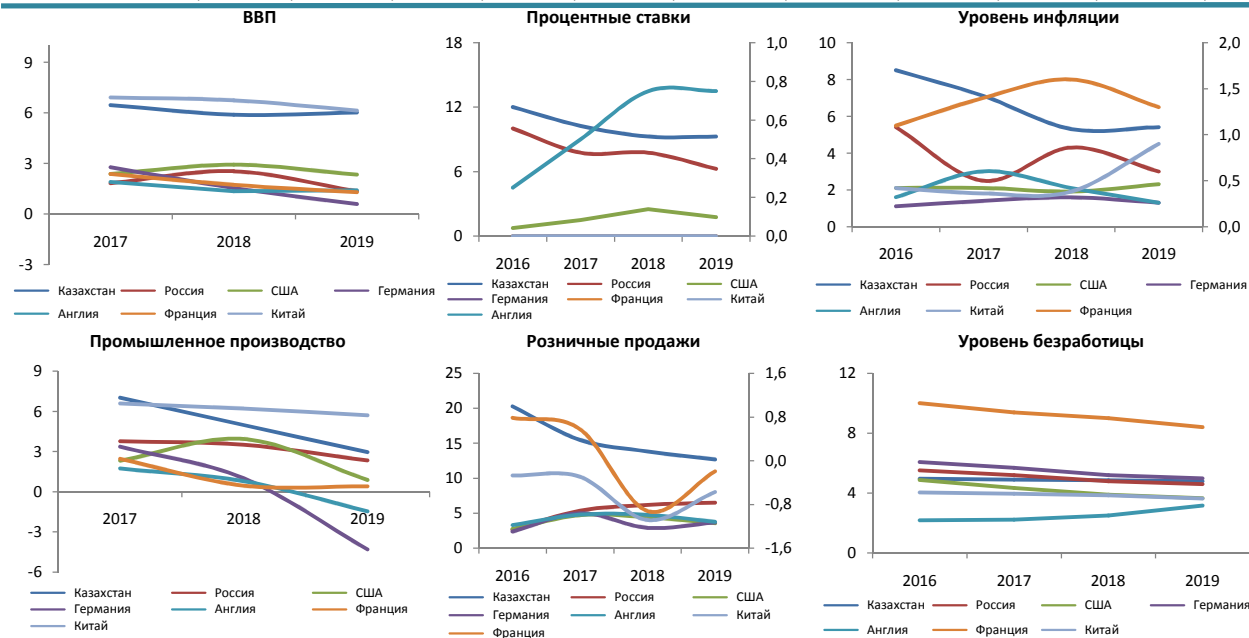 ВВП
9
6
3
0
-3
2017 2018 2019
Казахстан Россия США Германия
Англия Франция Китай
Процентные ставки
18 1,0
0,8
12
0,6
0,4
6
0,2
0 0,0
2016 2017 2018 2019
Казахстан Россия США
Германия Франция Китай
Англия
Уровень инфляции
10 2,0
8
1,5
6
1,0
4
0,5
2
0 0,0
2016 2017 2018 2019
Казахстан Россия США Германия
Англия Китай Франция
Промышленное производство
9
6
3
0
2017 2018 2019
-3
-6
Казахстан Россия США
Германия Англия Франция
Китай
Розничные продажи
25 1,6
20
0,8
15
0,0
10
-0,8
5
0 -1,6
2016 2017 2018 2019
Казахстан Россия США
Германия Англия Китай
Франция
Уровень безработицы
12
8
4
0
2016 2017 2018 2019
Казахстан Россия США Германия
Англия Франция Китай